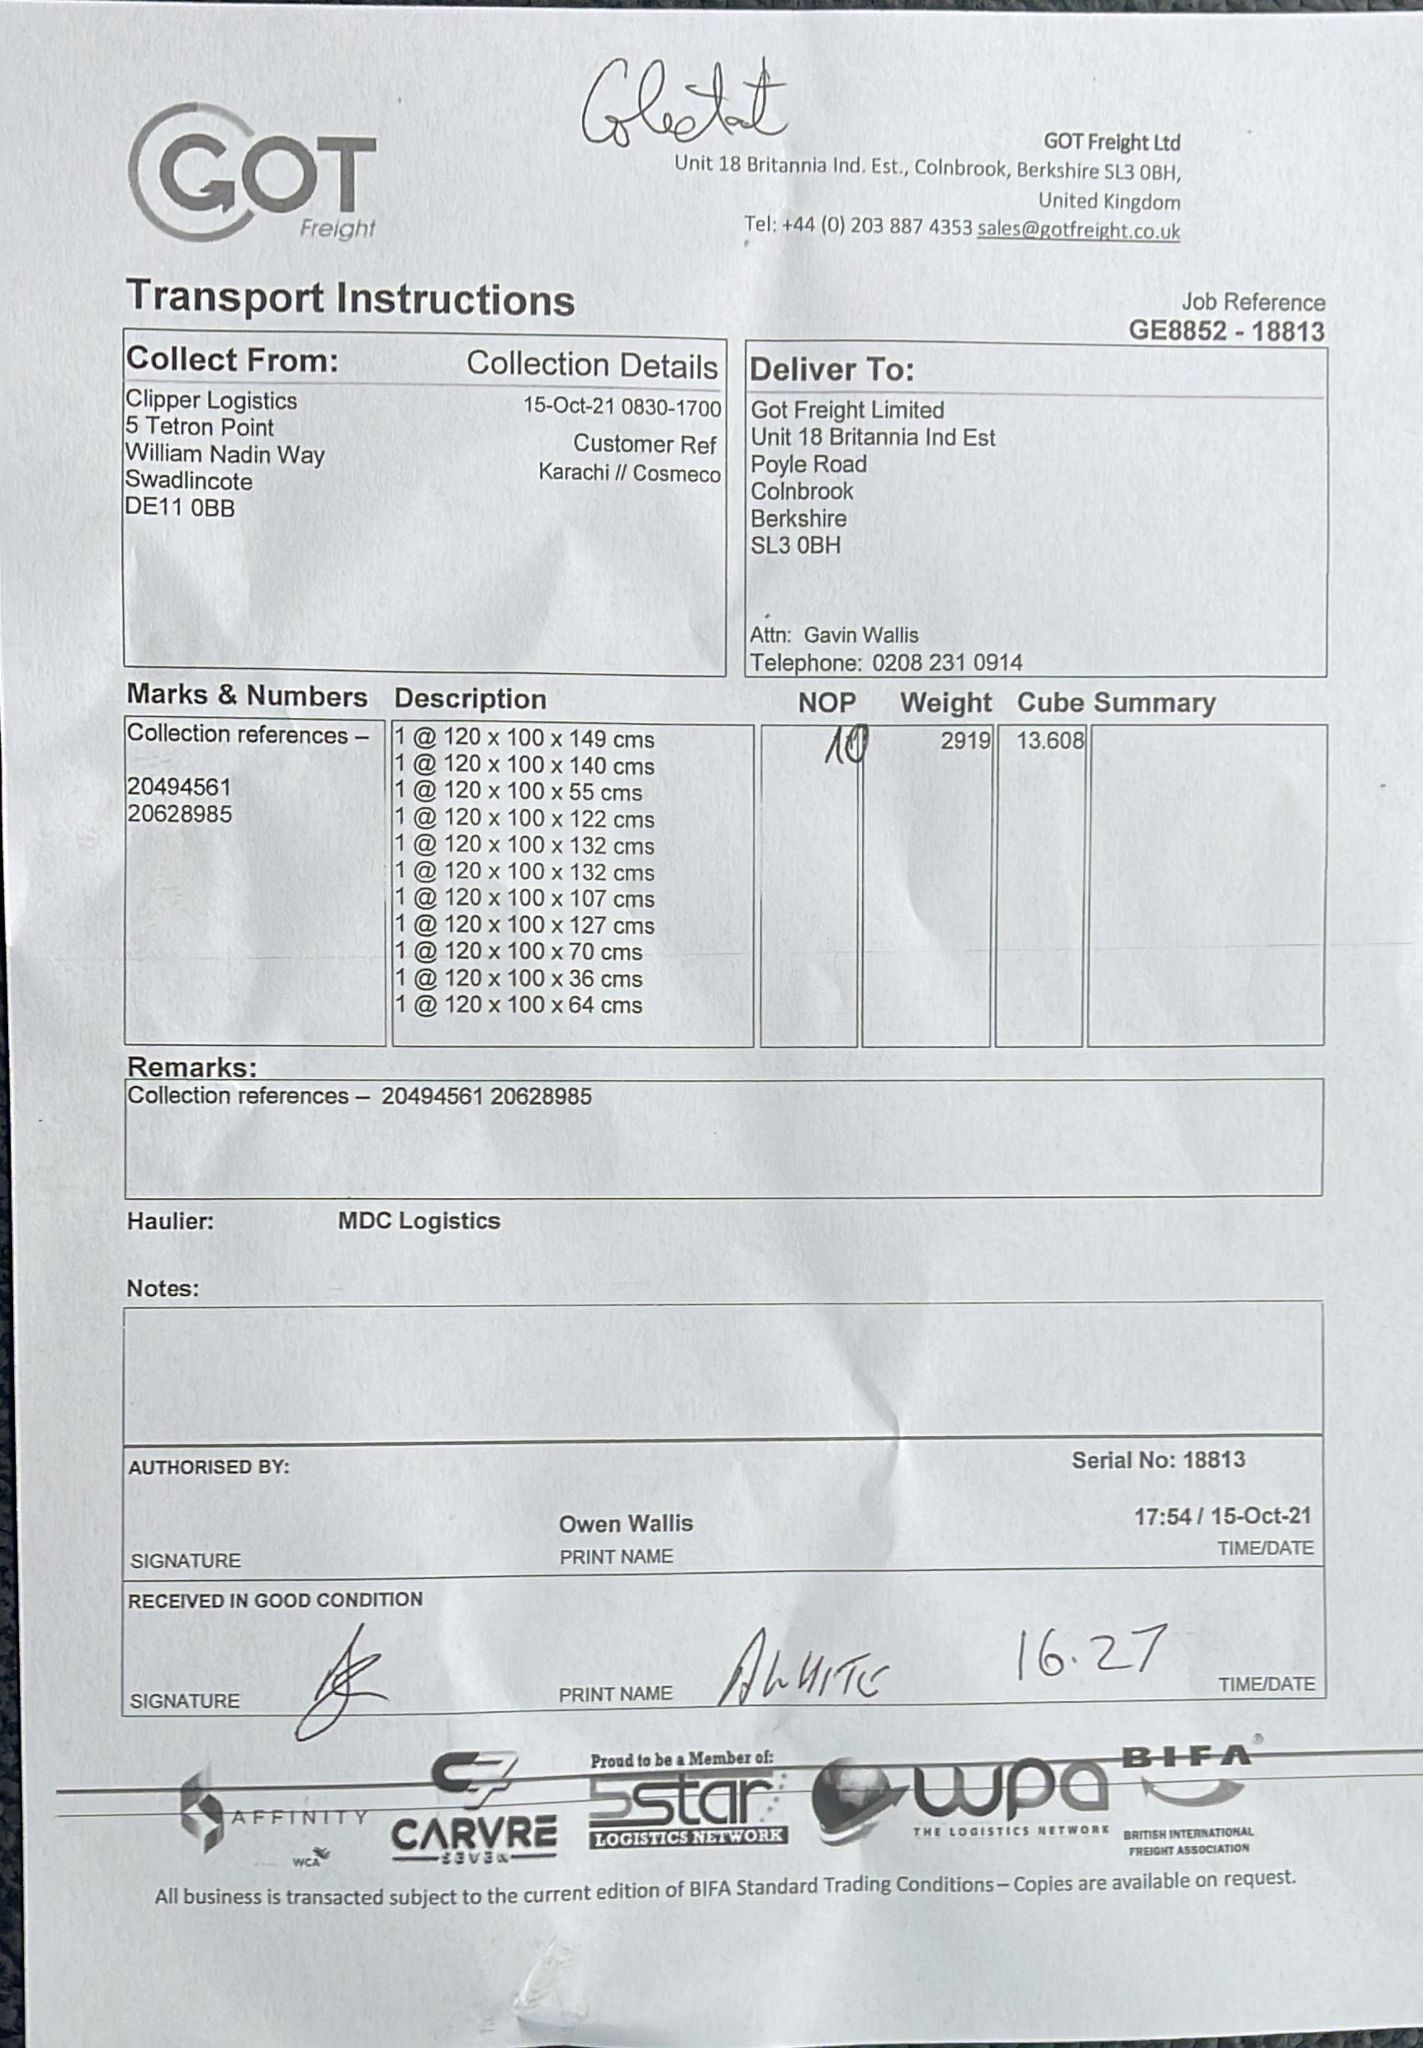 Colectat
GOT
Freight
GOT Freight Ltd
Unit 18 Britannia Ind. Est., Colnbrook, Berkshire SL3 0BH,
United Kingdom
Tel: +44 (0) 203 887 4353 sales@gotfreight.co.uk
Transport Instructions
Job Reference
GE8852 - 18813
Collect From: Collection Details
Clipper Logistics 15-Oct-21 0830-1700
5 Tetron Point
William Nadin Way Customer Ref
Swadlincote Karachi // Cosmeco
DE11 0BB
Deliver To:
Got Freight Limited
Unit 18 Britannia Ind Est
Poyle Road
Colnbrook
Berkshire
SL3 0BH
Attn: Gavin Wallis
Telephone: 0208 231 0914
Marks & Numbers Description NOP Weight Cube Summary
Collection references – 1 @ 120 x 100 x 149 cms 10 2919 13.608
1 @ 120 x 100 x 140 cms
20494561 1 @ 120 x 100 x 55 cms
20628985 1 @ 120 x 100 x 122 cms
1 @ 120 x 100 x 132 cms
1 @ 120 x 100 x 132 cms
1 @ 120 x 100 x 107 cms
1 @ 120 x 100 x 127 cms
1 @ 120 x 100 x 70 cms
1 @ 120 x 100 x 36 cms
1 @ 120 x 100 x 64 cms
Remarks:
Collection references – 20494561 20628985
Haulier: MDC Logistics
Notes:
AUTHORISED BY: Serial No: 18813
Owen Wallis 17:54 / 15-Oct-21
SIGNATURE PRINT NAME TIME/DATE
RECEIVED IN GOOD CONDITION
SIGNATURE PRINT NAME A WHITE 16.27 TIME/DATE
AFFINITY
WCA
CARVRE
SEVEN
Proud to be a Member of:
5star
LOGISTICS NETWORK
wpa
THE LOGISTICS NETWORK
BIFA®
BRITISH INTERNATIONAL
FREIGHT ASSOCIATION
All business is transacted subject to the current edition of BIFA Standard Trading Conditions – Copies are available on request.